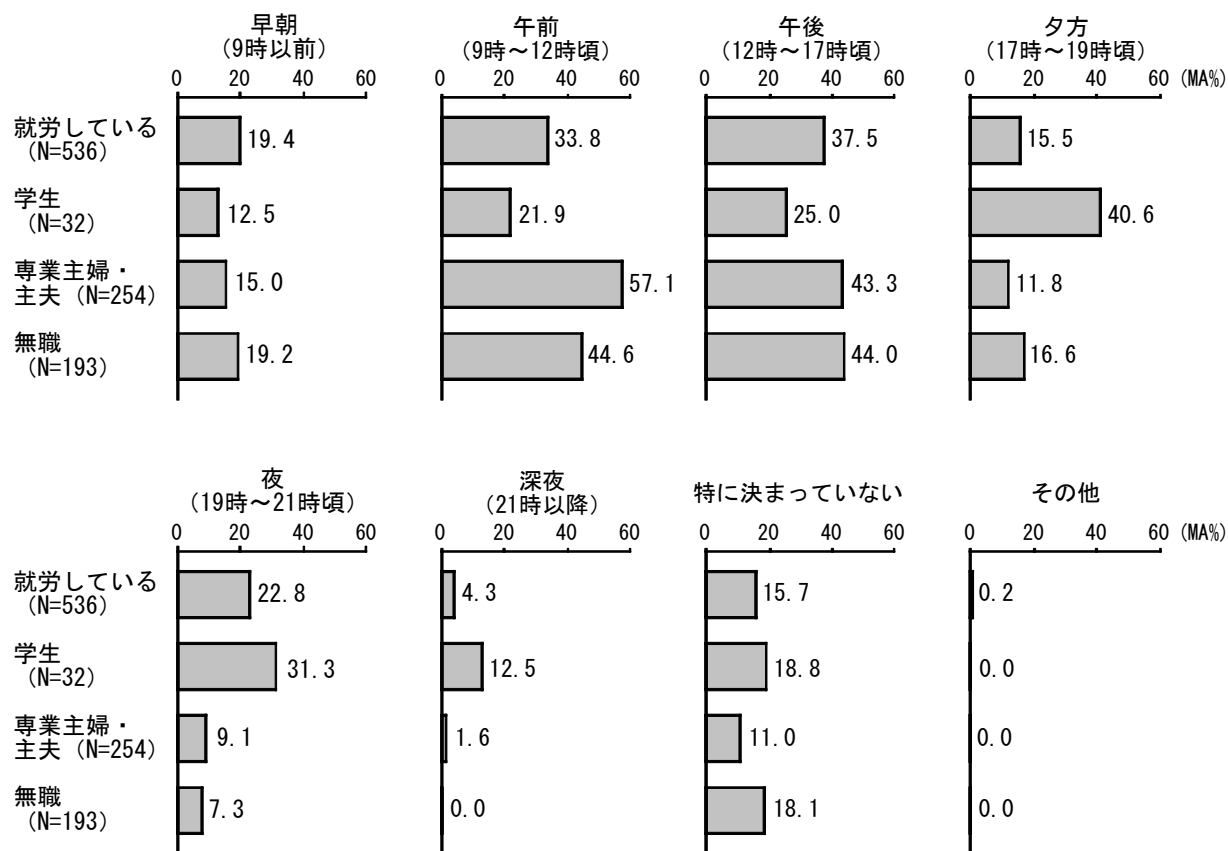 早朝 午前 午後 夕方
(9時以前) (9時～12時頃) (12時～17時頃) (17時～19時頃)
0 20 40 60 0 20 40 60 0 20 40 60 0 20 40 60 (MA%)
就労している
(N=536) 19.4 33.8 37.5 15.5
学生
(N=32) 12.5 21.9 25.0 40.6
専業主婦・
主夫 (N=254) 15.0 57.1 43.3 11.8
無職
(N=193) 19.2 44.6 44.0 16.6
夜 深夜 特に決まっていない その他
(19時～21時頃) (21時以降)
0 20 40 60 0 20 40 60 0 20 40 60 0 20 40 60 (MA%)
就労している
(N=536) 22.8 4.3 15.7 0.2
学生
(N=32) 31.3 12.5 18.8 0.0
専業主婦・
主夫 (N=254) 9.1 1.6 11.0 0.0
無職
(N=193) 7.3 0.0 18.1 0.0